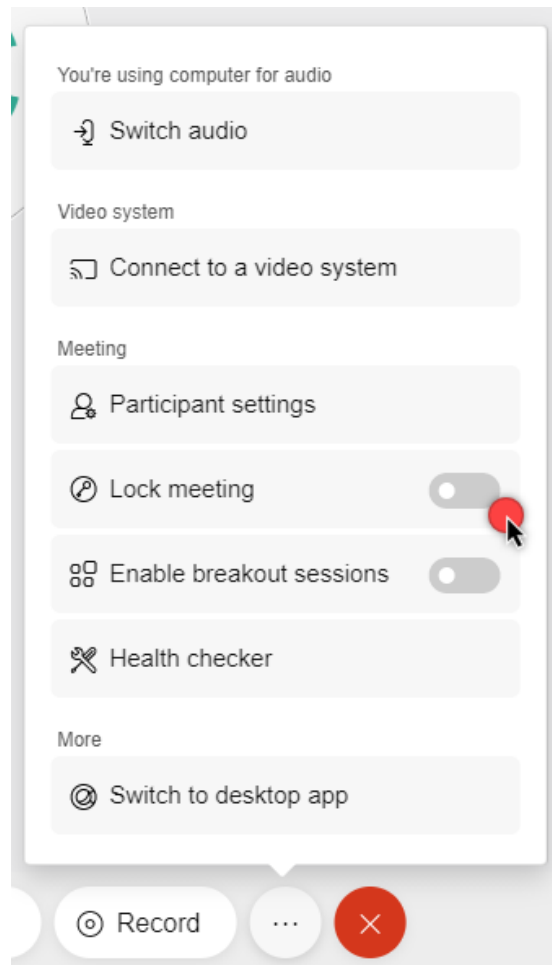 You're using computer for audio
Switch audio
Video system
Connect to a video system
Meeting
Participant settings
Lock meeting
Enable breakout sessions
Health checker
More
Switch to desktop app
Record